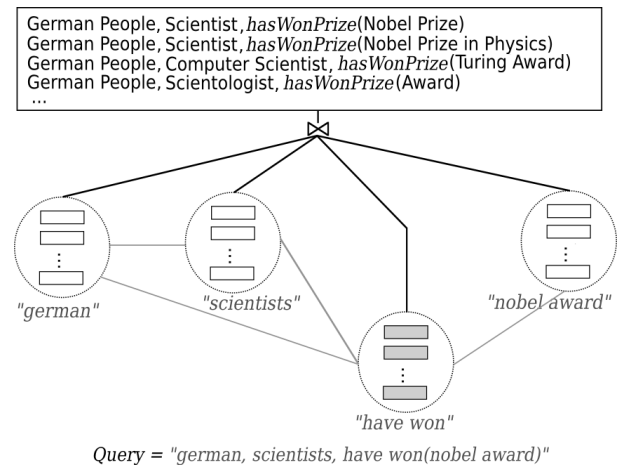 German People, Scientist, hasWonPrize(Nobel Prize)
German People, Scientist, hasWonPrize(Nobel Prize in Physics)
German People, Computer Scientist, hasWonPrize(Turing Award)
German People, Scientologist, hasWonPrize(Award)
...
"german"
"scientists"
"nobel award"
"have won"
Query = "german, scientists, have won(nobel award)"